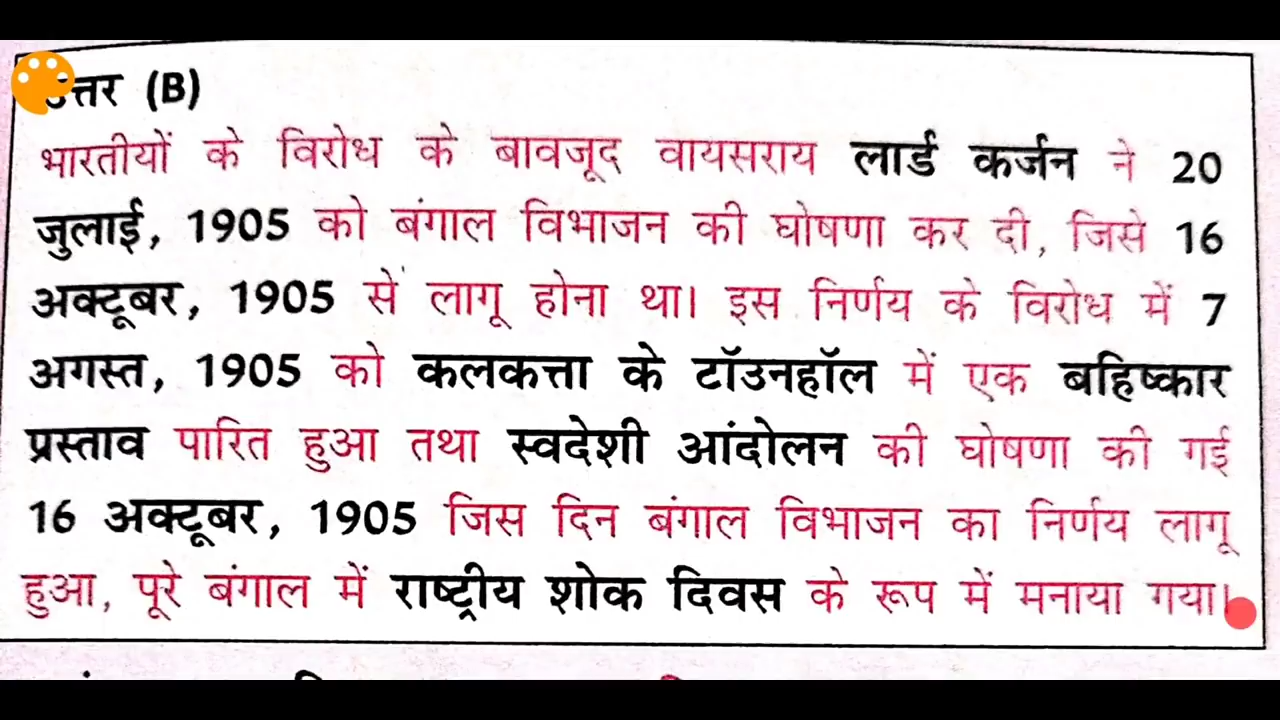 उत्तर (B)
भारतीयों के विरोध के बावजूद वायसराय लार्ड कर्जन ने 20
जुलाई, 1905 को बंगाल विभाजन की घोषणा कर दी, जिसे 16
अक्टूबर, 1905 से लागू होना था। इस निर्णय के विरोध में 7
अगस्त, 1905 को कलकत्ता के टॉउनहॉल में एक बहिष्कार
प्रस्ताव पारित हुआ तथा स्वदेशी आंदोलन की घोषणा की गई
16 अक्टूबर, 1905 जिस दिन बंगाल विभाजन का निर्णय लागू
हुआ, पूरे बंगाल में राष्ट्रीय शोक दिवस के रूप में मनाया गया।